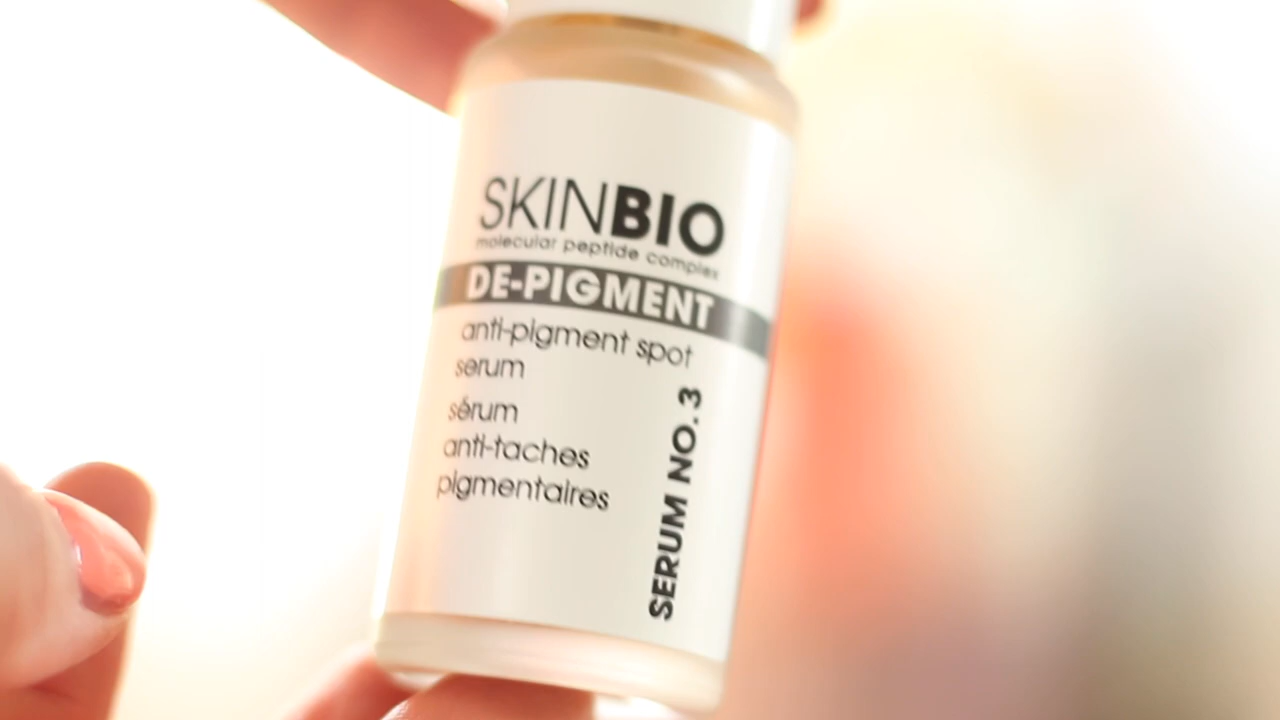 SKINBIO
molecular peptide complex
DE-PIGMENT
anti-pigment spot
serum
sérum
anti-taches
pigmentaires
SERUM NO. 3